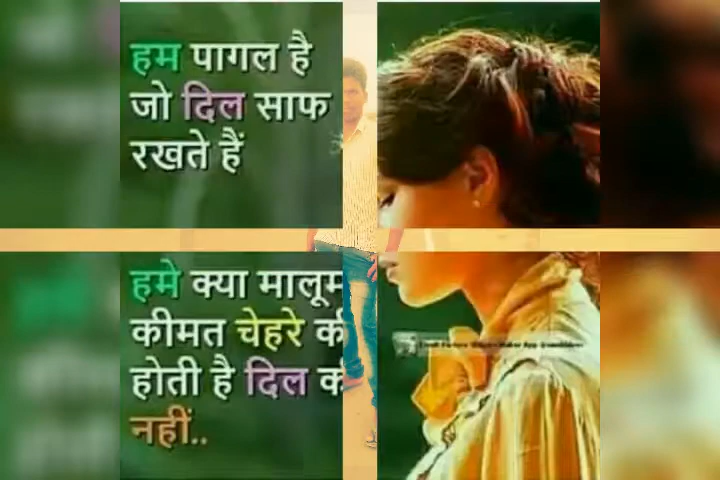 हम पागल है
जो दिल साफ
रखते हैं
हमे क्या मालूम
कीमत चेहरे की
होती है दिल की
नहीं..